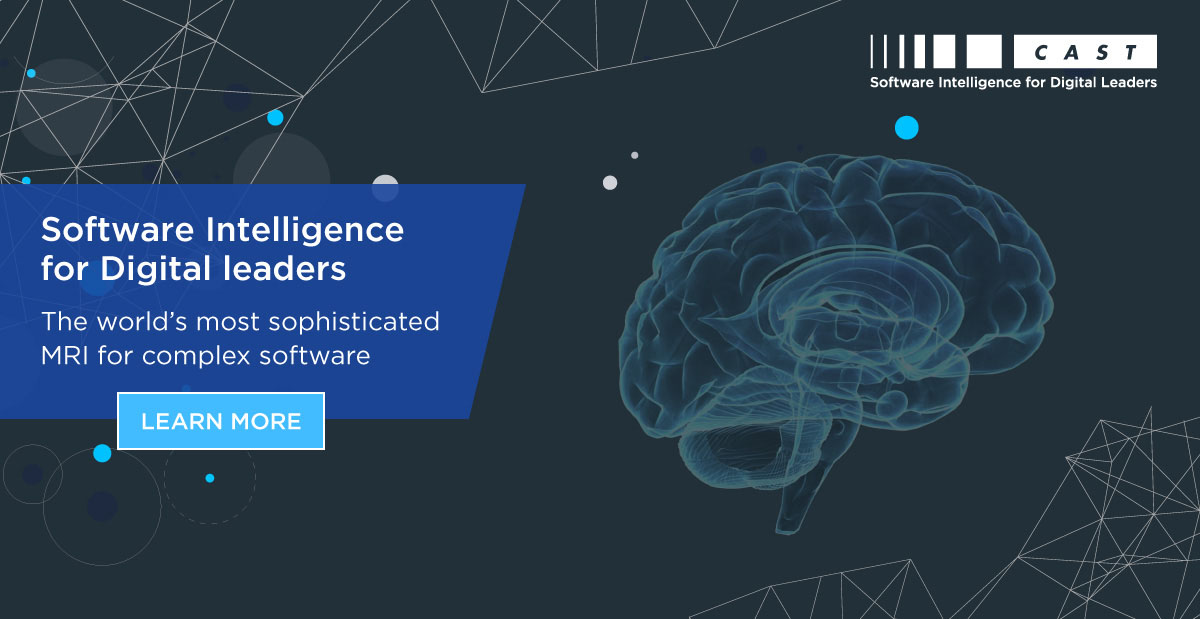 CAST
Software Intelligence for Digital Leaders
Software Intelligence
for Digital leaders
The world's most sophisticated
MRI for complex software
LEARN MORE